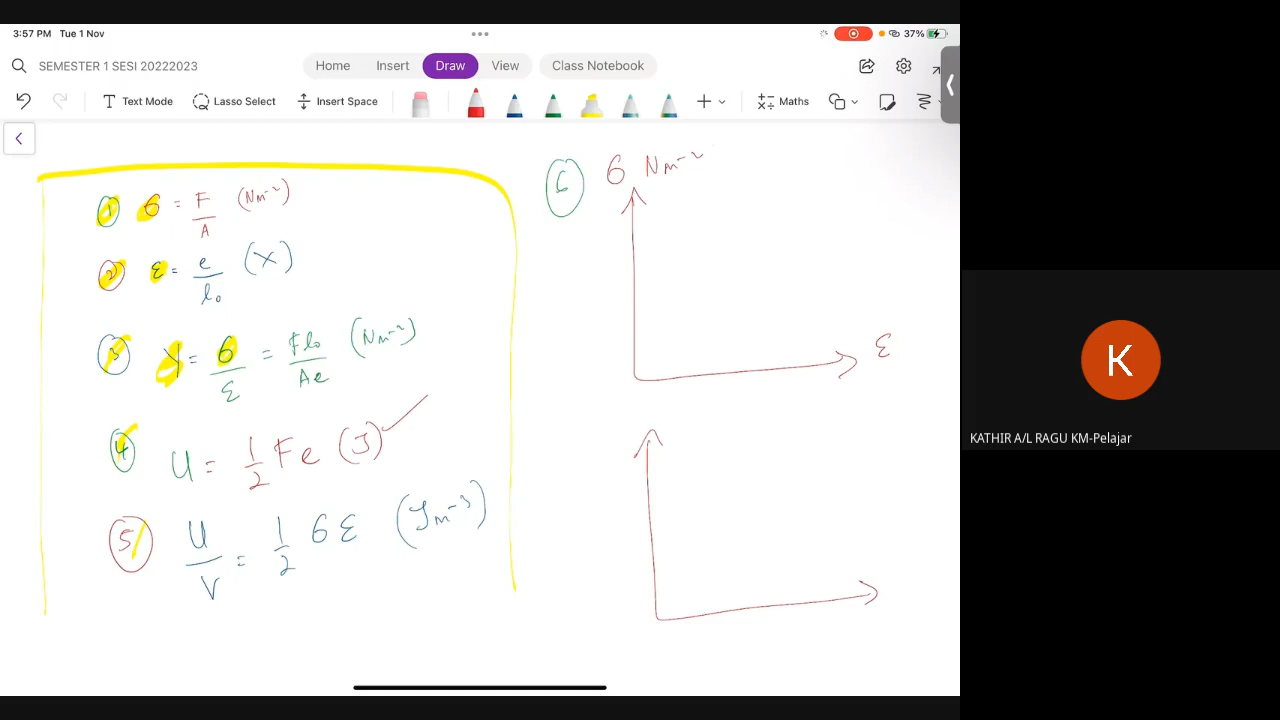 3:57 PM Tue 1 Nov
37%
SEMESTER 1 SESI 20222023
Home Insert Draw View Class Notebook
Text Mode Lasso Select Insert Space Maths
① σ = F/A (Nm⁻²)
② ε = e/l₀ (X)
③ Y = σ/ε = Fl₀/Ae (Nm⁻²)
④ U = 1/2 Fe (J)
⑤ U/V = 1/2 σε (Jm⁻³)
⑥ σ Nm⁻²
ε
K
KATHIR A/L RAGU KM-Pelajar